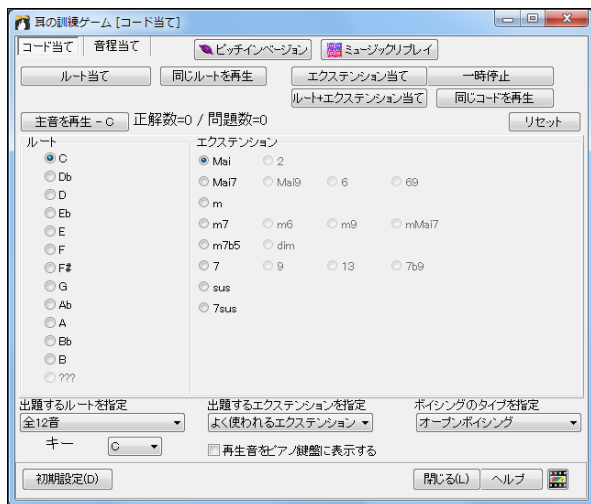 耳の訓練ゲーム [コード当て]
コード当て 音程当て ピッチインベージョン ミュージックリプレイ
ルート当て 同じルートを再生 エクステンション当て 一時停止
ルート+エクステンション当て 同じコードを再生
主音を再生 - C 正解数=0 / 問題数=0 リセット
ルート エクステンション
C Maj 2
Db Maj7 Maj9 6 69
D m
Eb m7 m6 m9 mMaj7
E m7b5 dim
F 7 9 13 7b9
F# sus
G 7sus
Ab
A
Bb
B
???
出題するルートを指定 出題するエクステンションを指定 ボイシングのタイプを指定
全12音 よく使われるエクステンション オープンボイシング
キー C 再生音をピアノ鍵盤に表示する
初期設定(D) 閉じる(L) ヘルプ